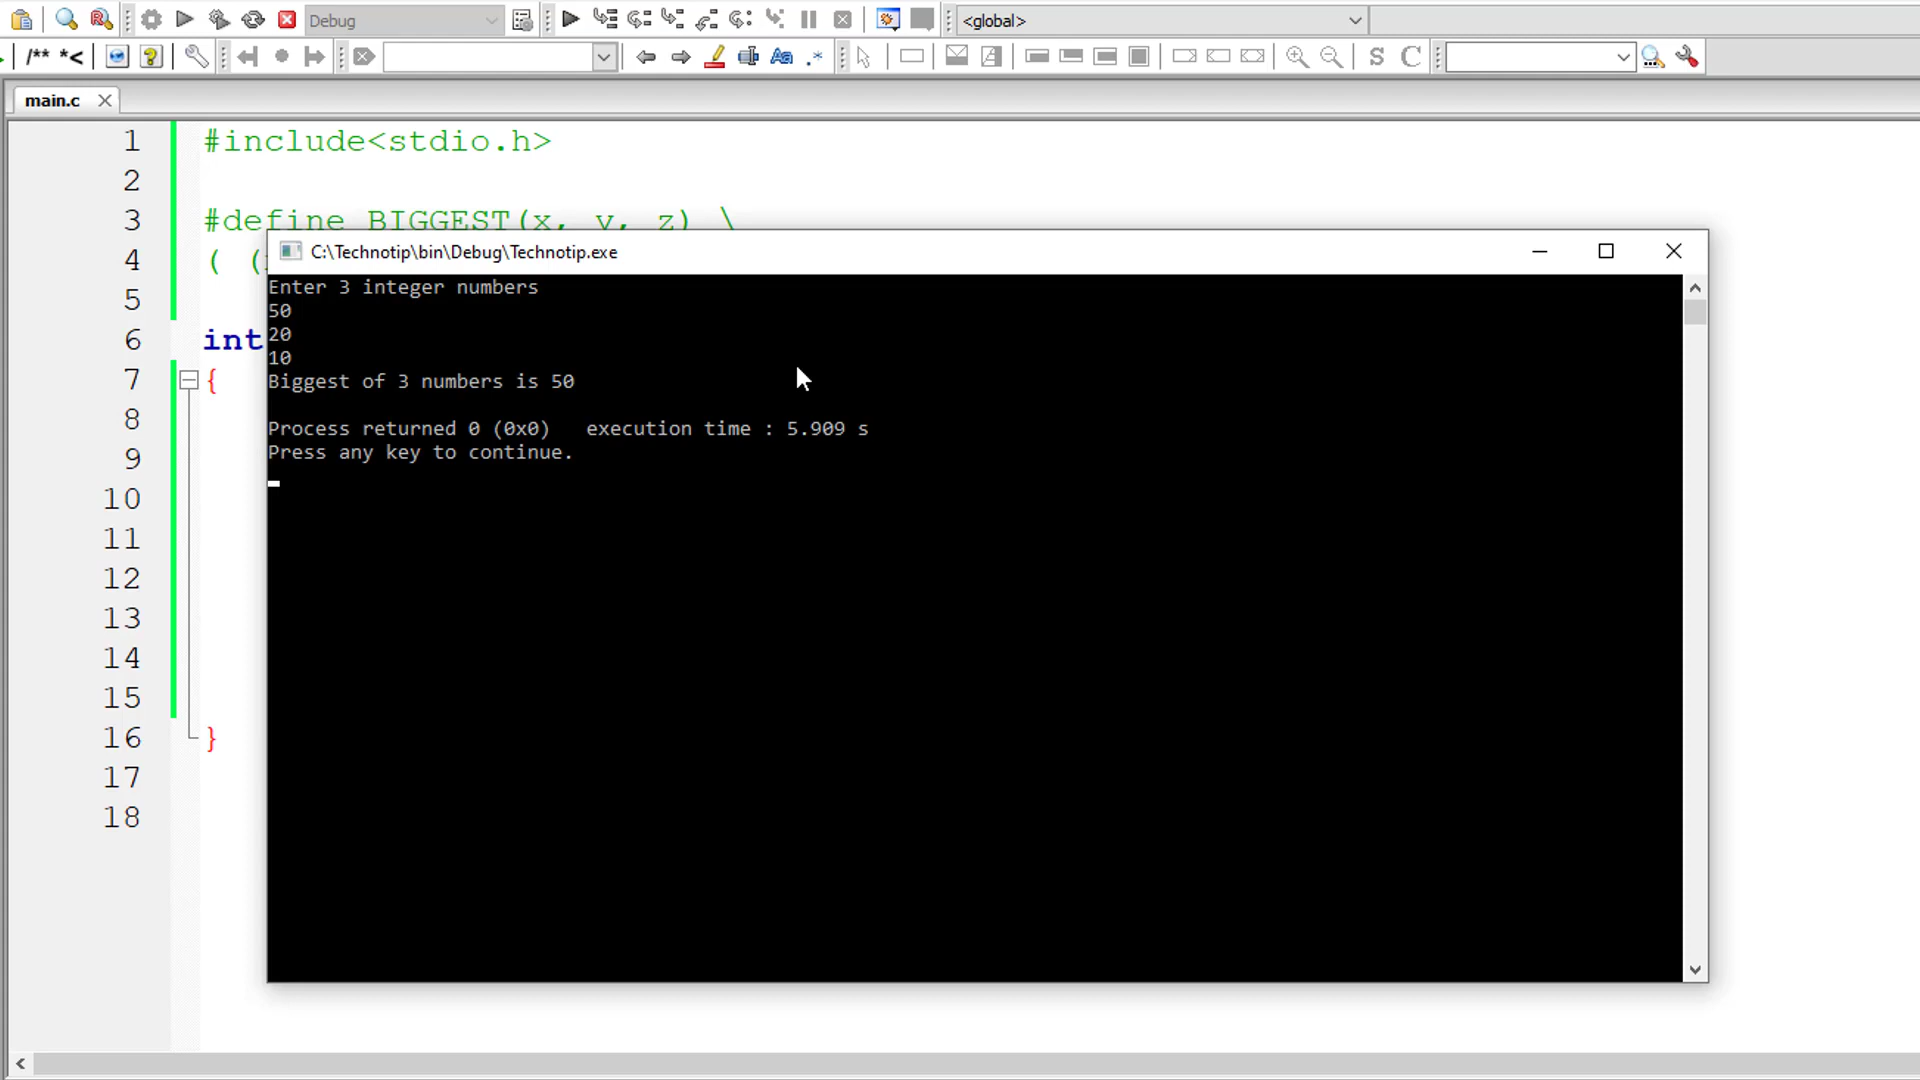 Debug
<global>
/** *<
Aa .*
S C
main.c
1 #include<stdio.h>
2
3 #define BIGGEST(x, y, z) \
4 ( (
C:\Technotip\bin\Debug\Technotip.exe
5
Enter 3 integer numbers
50
20
6 int
10
7 {
Biggest of 3 numbers is 50
8
Process returned 0 (0x0)   execution time : 5.909 s
Press any key to continue.
9
10
11
12
13
14
15
16 }
17
18